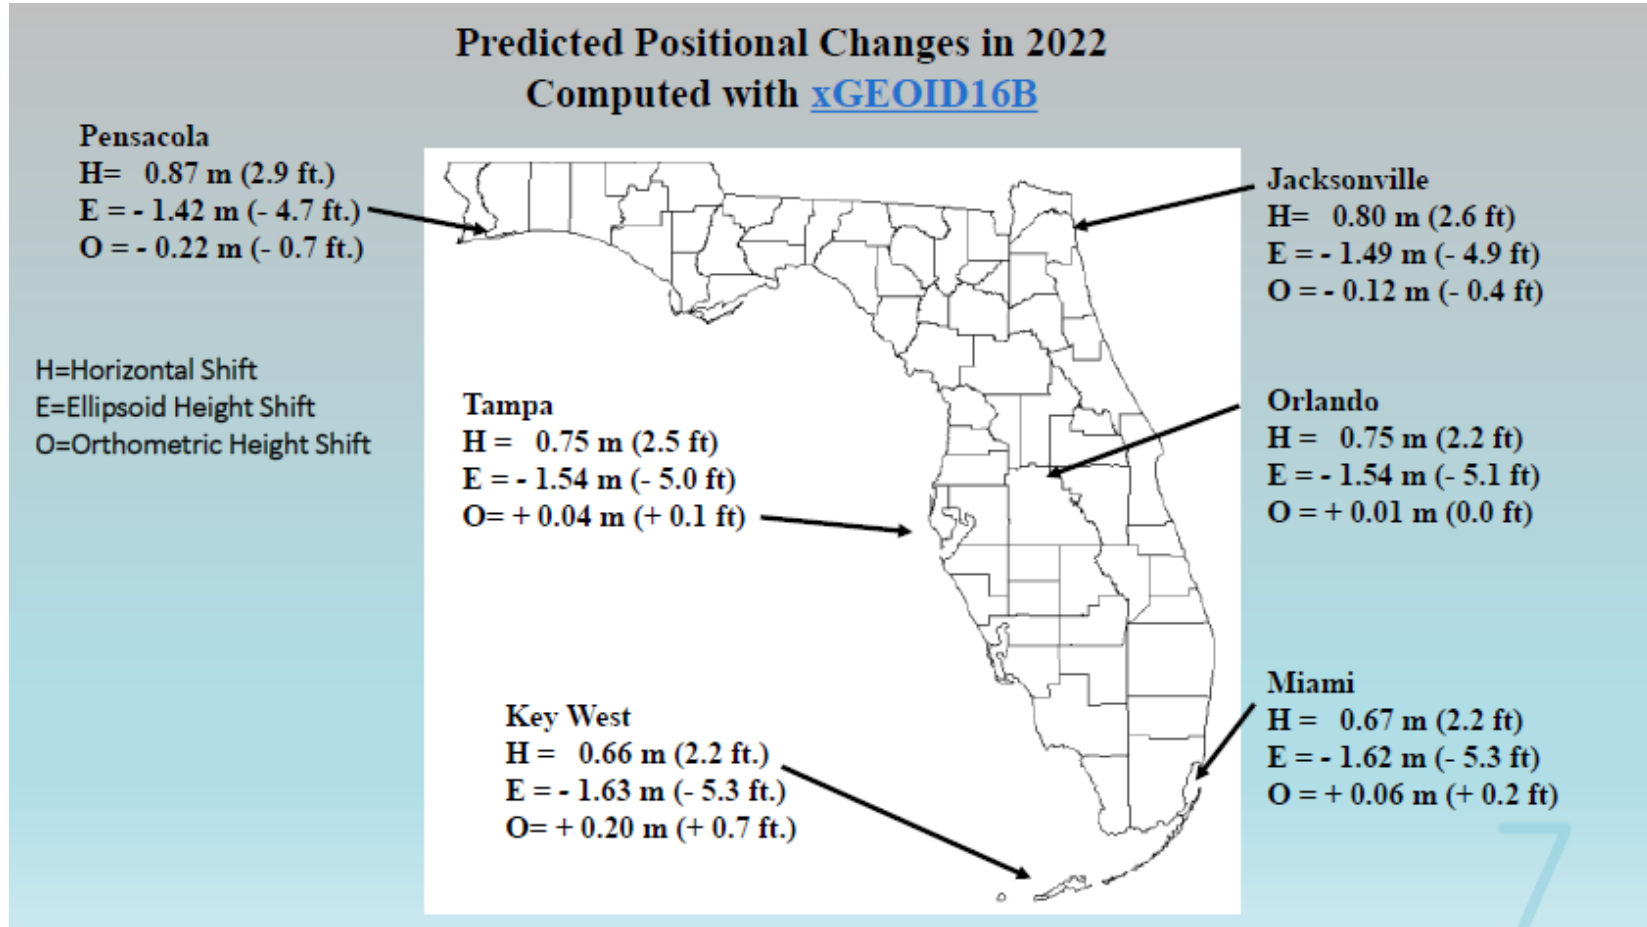 Predicted Positional Changes in 2022
Computed with xGEOID16B
Pensacola
H=   0.87 m (2.9 ft.)
E = - 1.42 m (- 4.7 ft.)
O = - 0.22 m (- 0.7 ft.)
Jacksonville
H=   0.80 m (2.6 ft)
E = - 1.49 m (- 4.9 ft)
O = - 0.12 m (- 0.4 ft)
H=Horizontal Shift
E=Ellipsoid Height Shift
O=Orthometric Height Shift
Tampa
H =   0.75 m (2.5 ft)
E = - 1.54 m (- 5.0 ft)
O= + 0.04 m (+ 0.1 ft)
Orlando
H =   0.75 m (2.2 ft)
E = - 1.54 m (- 5.1 ft)
O = + 0.01 m (0.0 ft)
Key West
H =   0.66 m (2.2 ft.)
E = - 1.63 m (- 5.3 ft.)
O= + 0.20 m (+ 0.7 ft.)
Miami
H =   0.67 m (2.2 ft)
E = - 1.62 m (- 5.3 ft)
O = + 0.06 m (+ 0.2 ft)
7